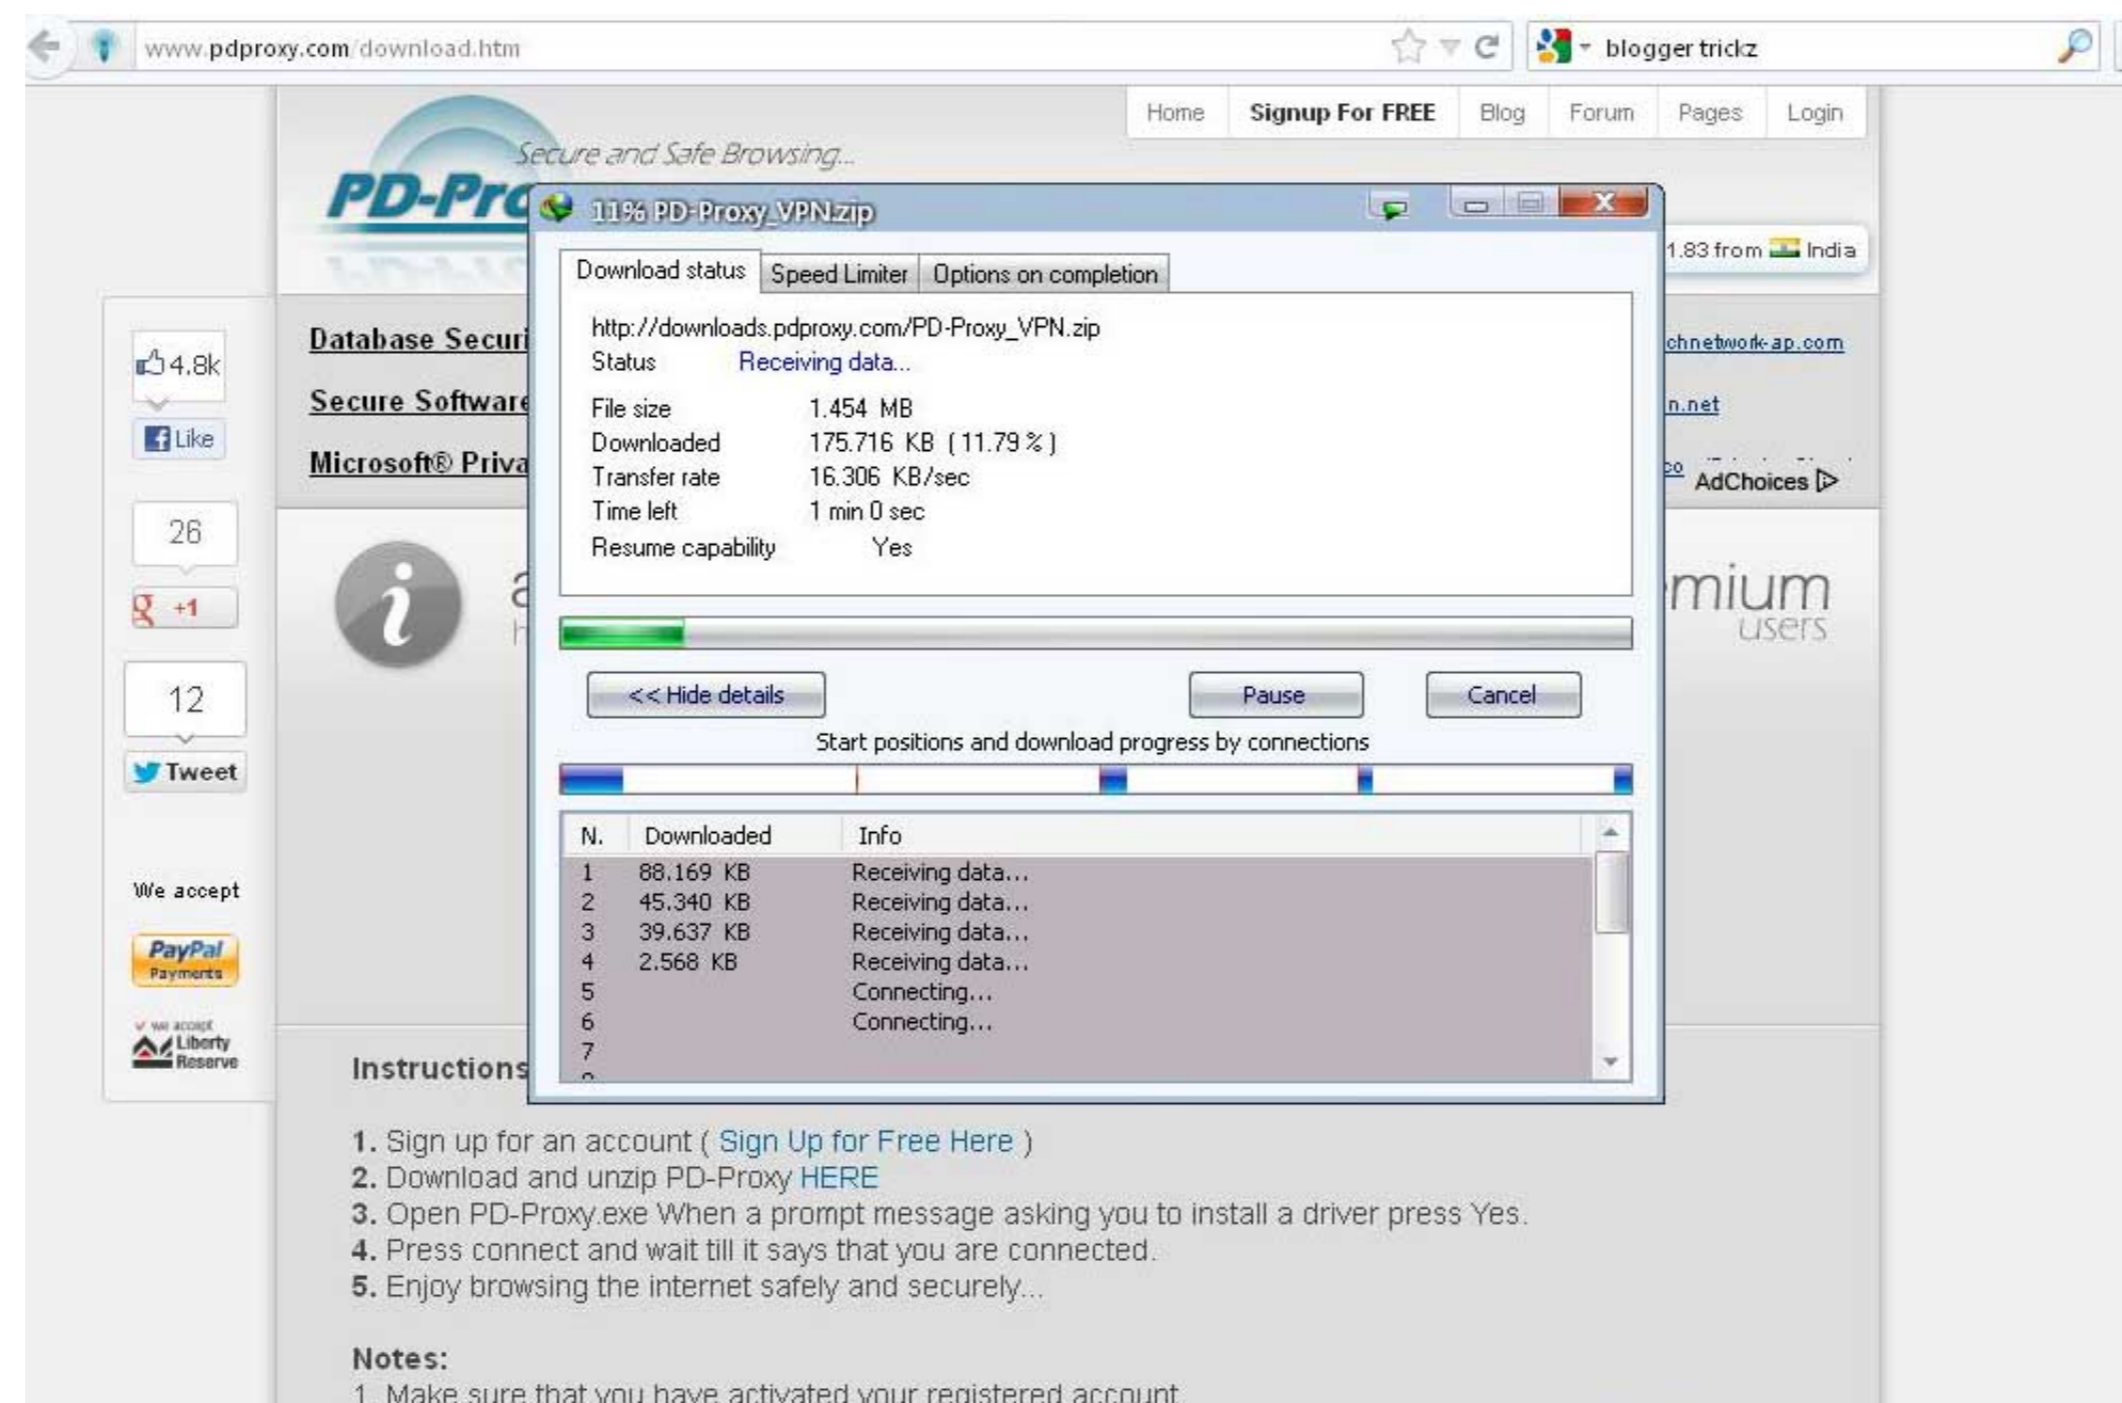 www.pdproxy.com/download.htm
blogger trickz
Home Signup For FREE Blog Forum Pages Login
Secure and Safe Browsing...
PD-Pro
11% PD-Proxy_VPN.zip
1.83 from India
Download status Speed Limiter Options on completion
http://downloads.pdproxy.com/PD-Proxy_VPN.zip
Status Receiving data...
File size 1.454 MB
Downloaded 175.716 KB ( 11.79 % )
Transfer rate 16.306 KB/sec
Time left 1 min 0 sec
Resume capability Yes
Database Securi
Secure Software
Microsoft® Priva
chnetwork-ap.com
n.net
co
AdChoices
4.8k
Like
26
g +1
12
Tweet
mium
users
<< Hide details Pause Cancel
Start positions and download progress by connections
N. Downloaded Info
1 88.169 KB Receiving data...
2 45.340 KB Receiving data...
3 39.637 KB Receiving data...
4 2.568 KB Receiving data...
5 Connecting...
6 Connecting...
7
We accept
PayPal
Payments
we accept
Liberty
Reserve
Instructions
1. Sign up for an account ( Sign Up for Free Here )
2. Download and unzip PD-Proxy HERE
3. Open PD-Proxy.exe When a prompt message asking you to install a driver press Yes.
4. Press connect and wait till it says that you are connected.
5. Enjoy browsing the internet safely and securely...
Notes:
1. Make sure that you have activated your registered account.